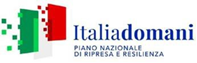 Italiadomani
PIANO NAZIONALE
DI RIPRESA E RESILIENZA